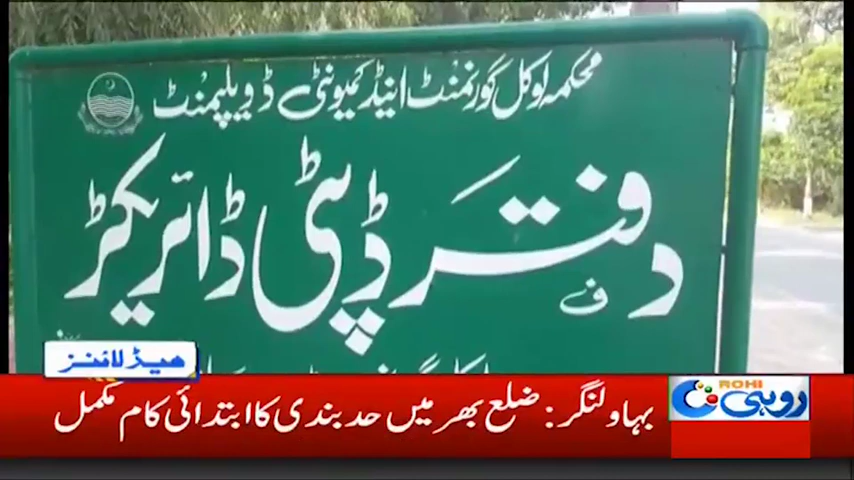 محکمہ لوکل گورنمنٹ اینڈ کمیونٹی ڈویلپمنٹ
دفتر ڈپٹی ڈائریکٹر
ہیڈ لائنز
ROHI
روہی
بہاولنگر: ضلع بھر میں حد بندی کا ابتدائی کام مکمل